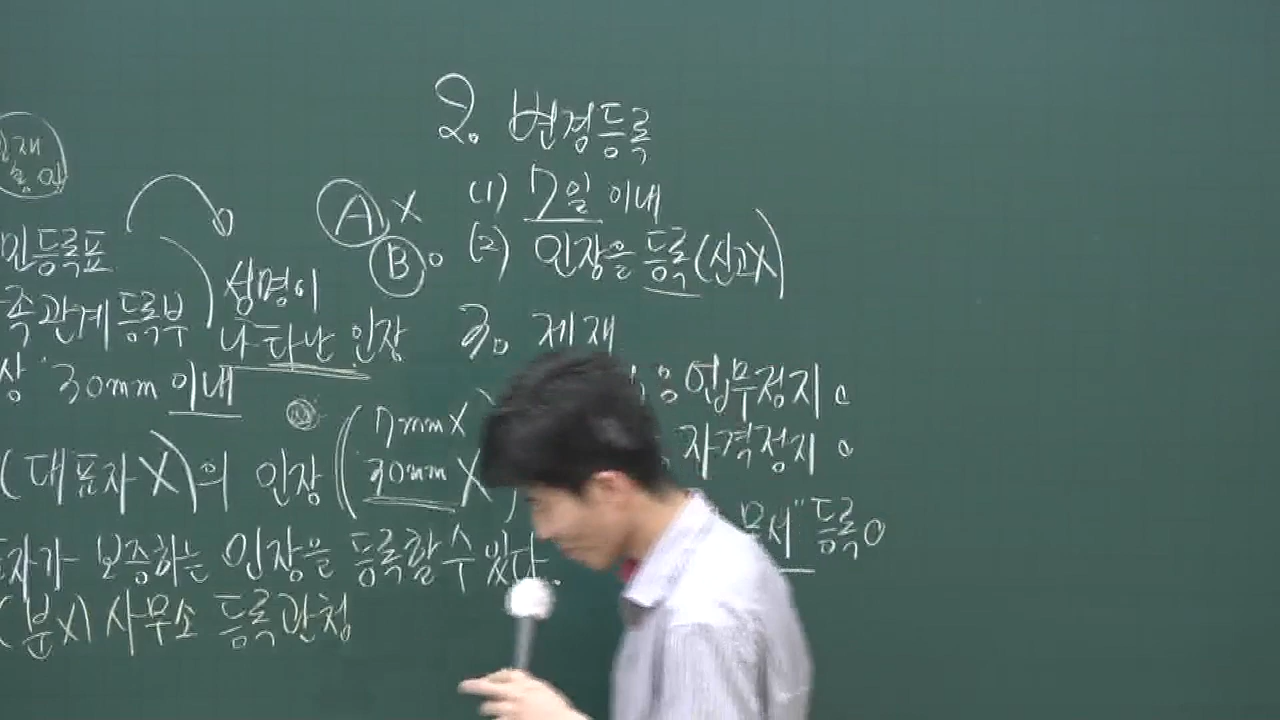 민등록표
족관계등록부
성명이
나타난 인장
상 30mm 이내
(대표자X)의 인장 (7mmX
30mmX)
자가 보증하는 인장을 등록할 수 있다.
(분X) 사무소 등록관청
A X
B o
2. 변경등록
(1) 7일 이내
(2) 인장을 등록(신고X)
3. 제재
업무정지 o
자격정지 o
등록 o